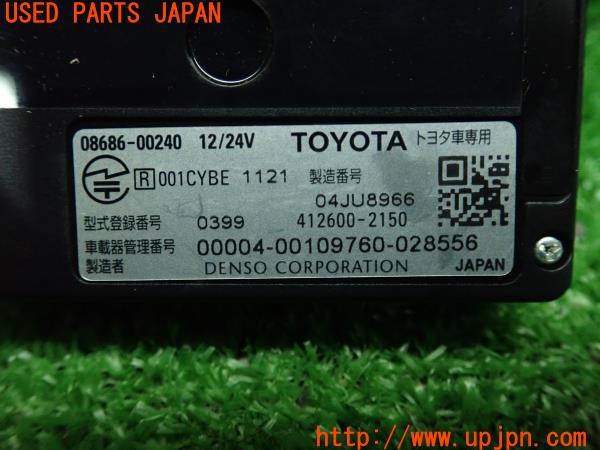 USED PARTS JAPAN
08686-00240 12/24V TOYOTA トヨタ車専用
R 001CYBE 1121 製造番号
04JU8966
型式登録番号 0399 412600-2150
車載器管理番号 00004-00109760-028556
製造者 DENSO CORPORATION JAPAN
http://www.upjpn.com/